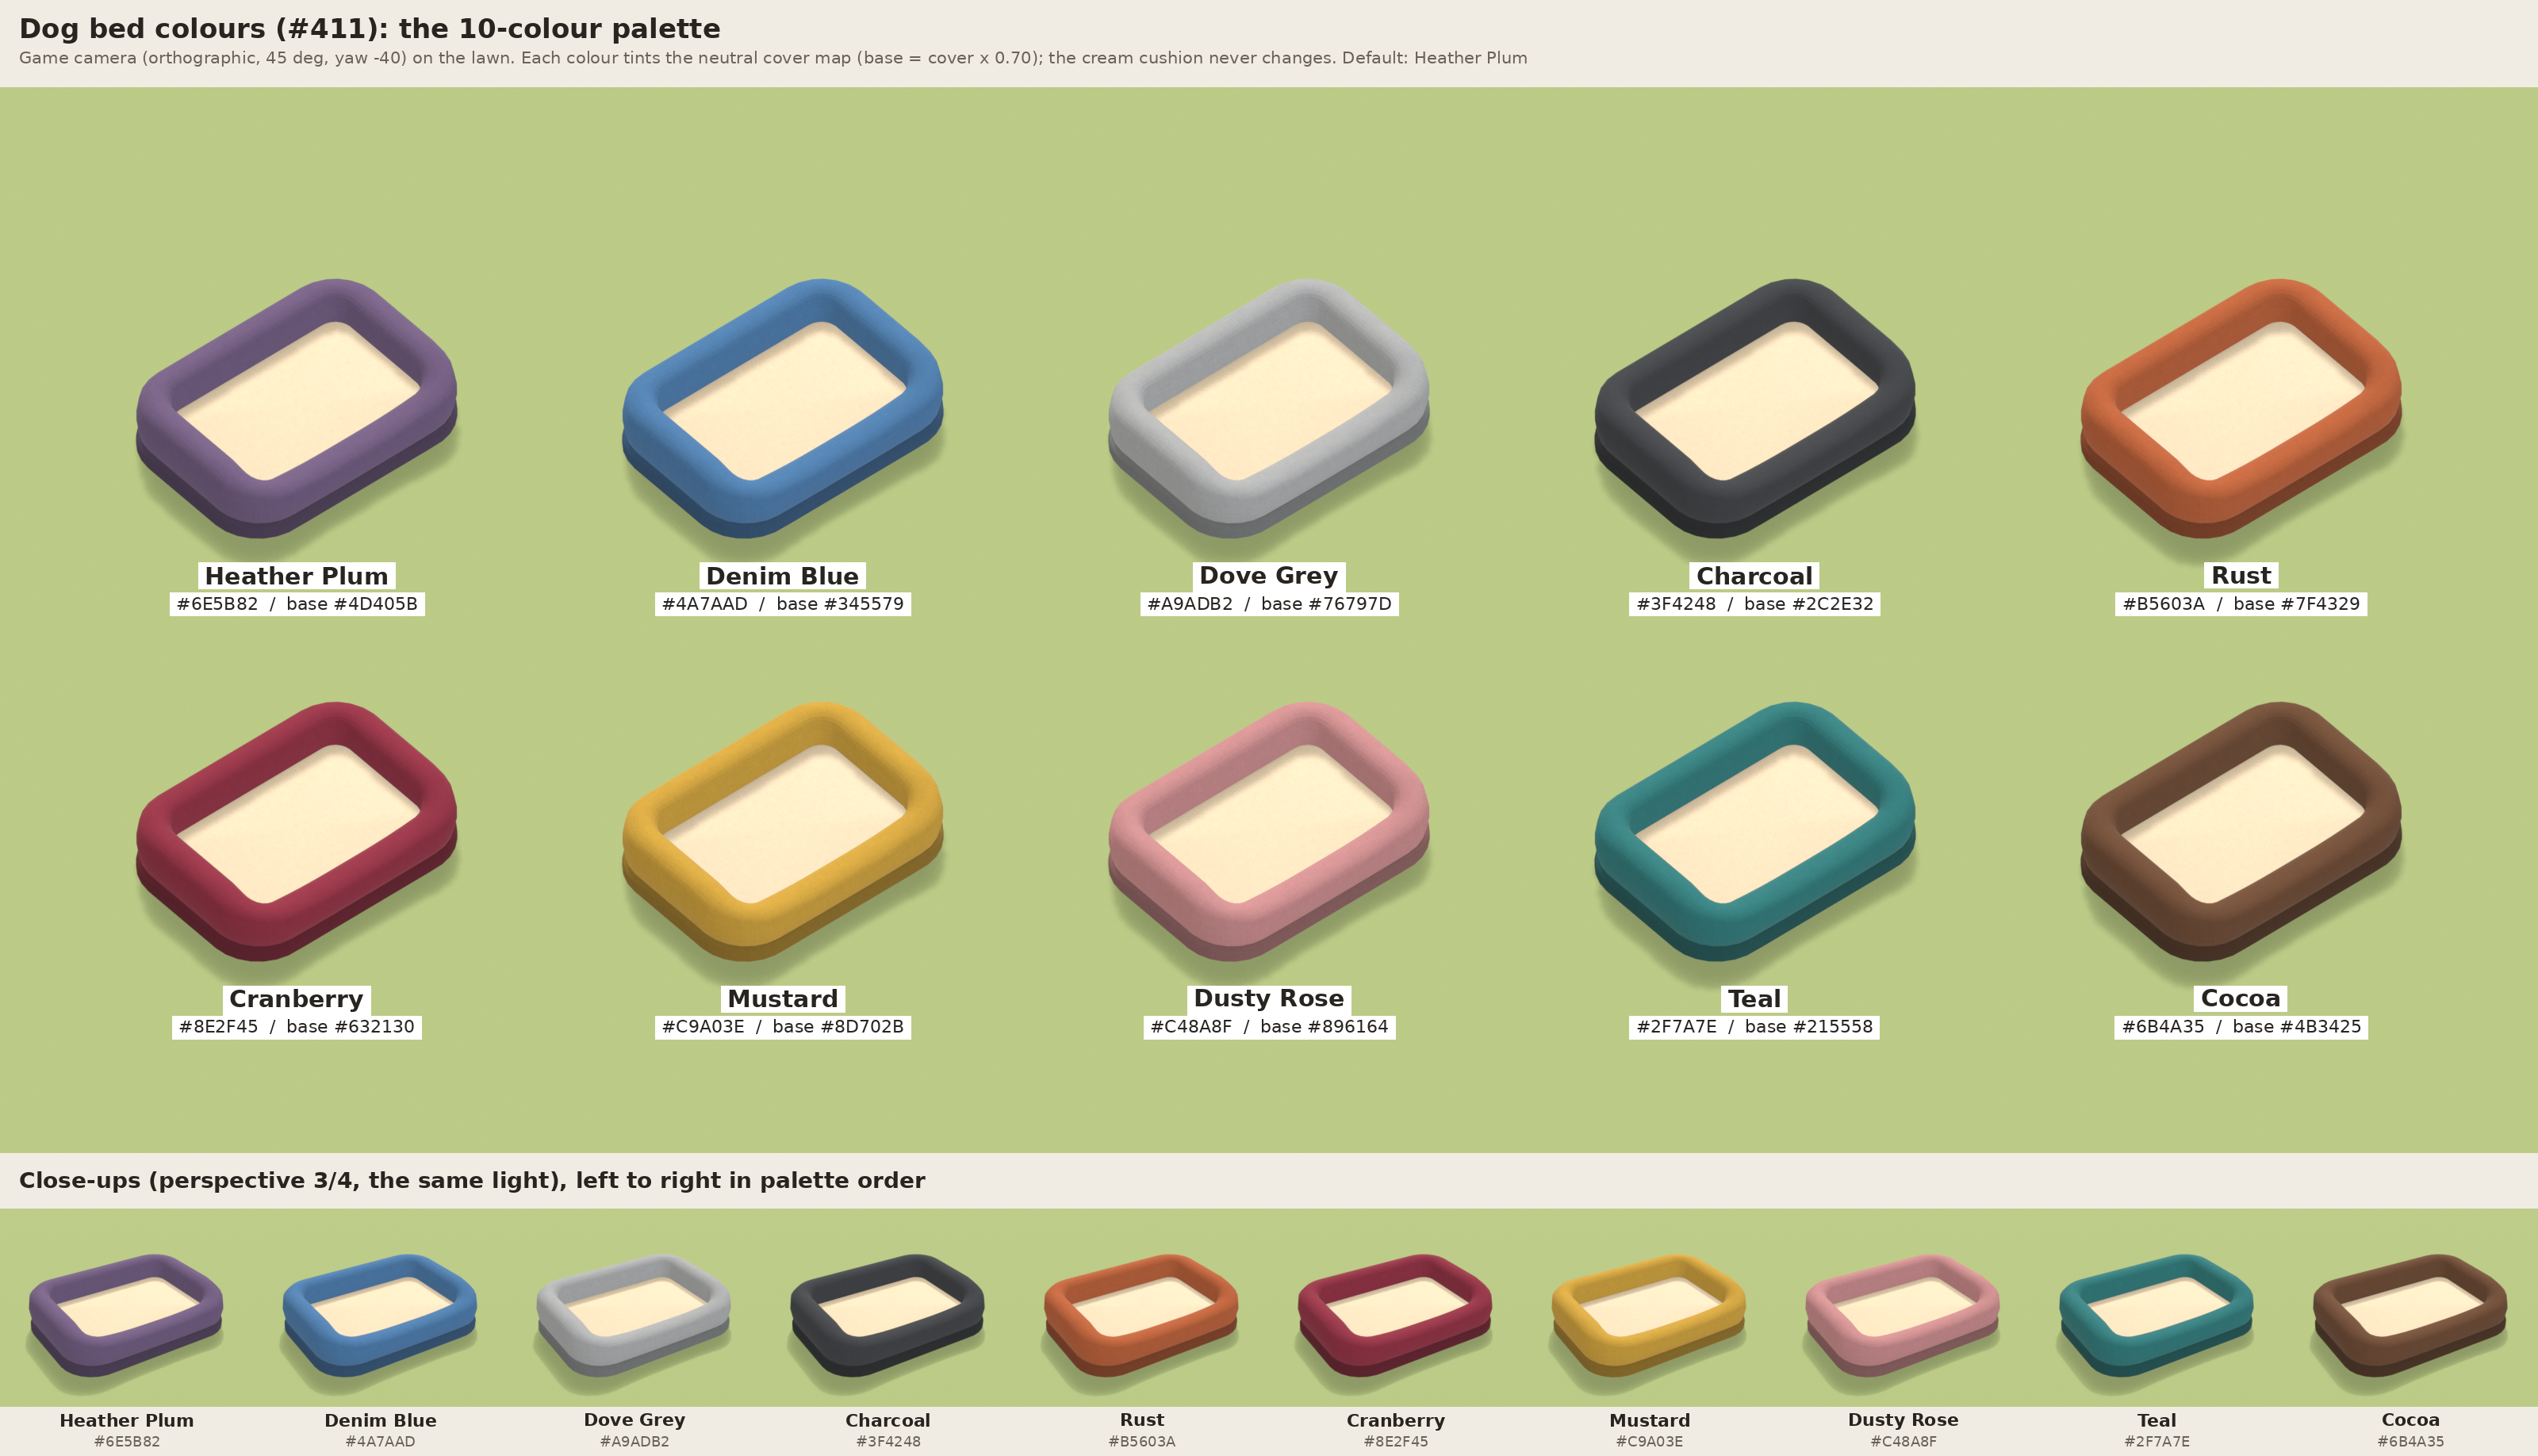 Dog bed colours (#411): the 10-colour palette
Game camera (orthographic, 45 deg, yaw -40) on the lawn. Each colour tints the neutral cover map (base = cover x 0.70); the cream cushion never changes. Default: Heather Plum
Heather Plum
#6E5B82 / base #4D405B
Denim Blue
#4A7AAD / base #345579
Dove Grey
#A9ADB2 / base #76797D
Charcoal
#3F4248 / base #2C2E32
Rust
#B5603A / base #7F4329
Cranberry
#8E2F45 / base #632130
Mustard
#C9A03E / base #8D702B
Dusty Rose
#C48A8F / base #896164
Teal
#2F7A7E / base #215558
Cocoa
#6B4A35 / base #4B3425
Close-ups (perspective 3/4, the same light), left to right in palette order
Heather Plum
#6E5B82
Denim Blue
#4A7AAD
Dove Grey
#A9ADB2
Charcoal
#3F4248
Rust
#B5603A
Cranberry
#8E2F45
Mustard
#C9A03E
Dusty Rose
#C48A8F
Teal
#2F7A7E
Cocoa
#6B4A35